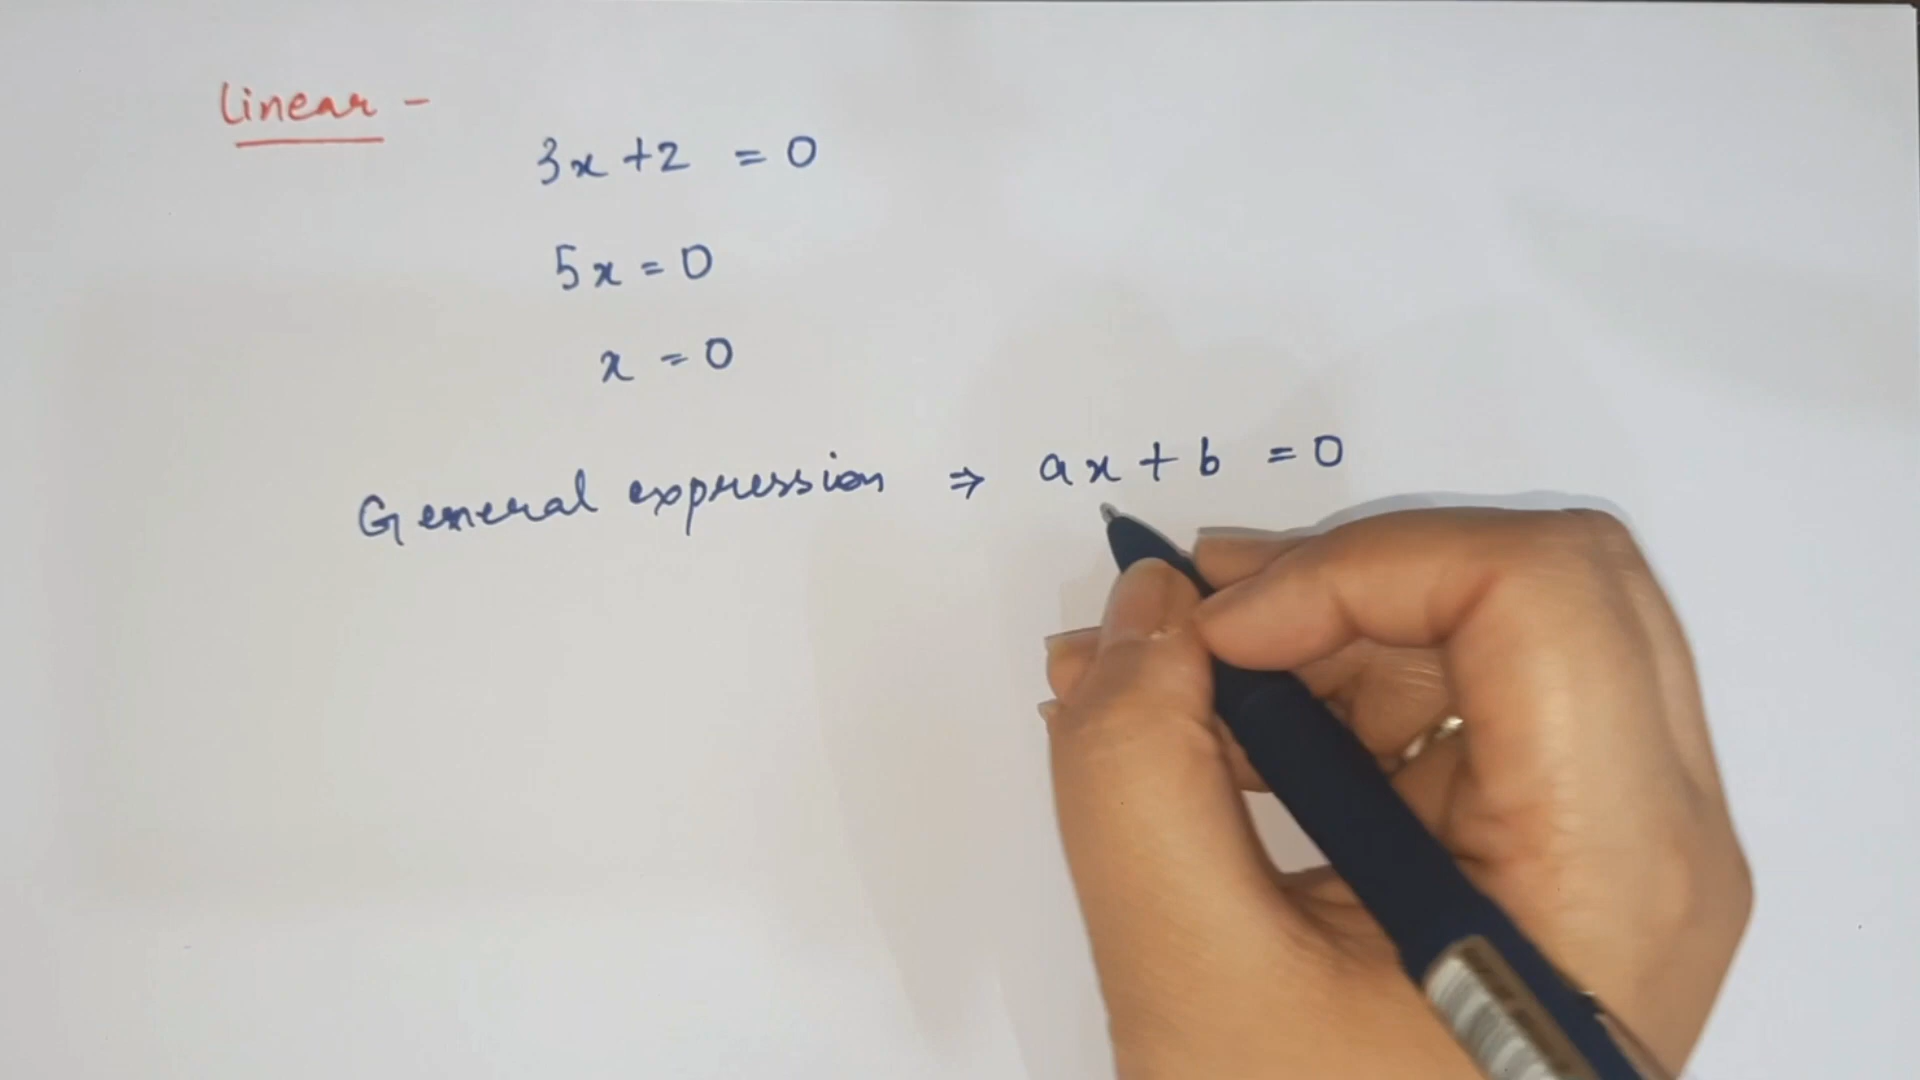 Linear -
3x + 2 = 0
5x = 0
x = 0
General expression ⇒ ax + b = 0